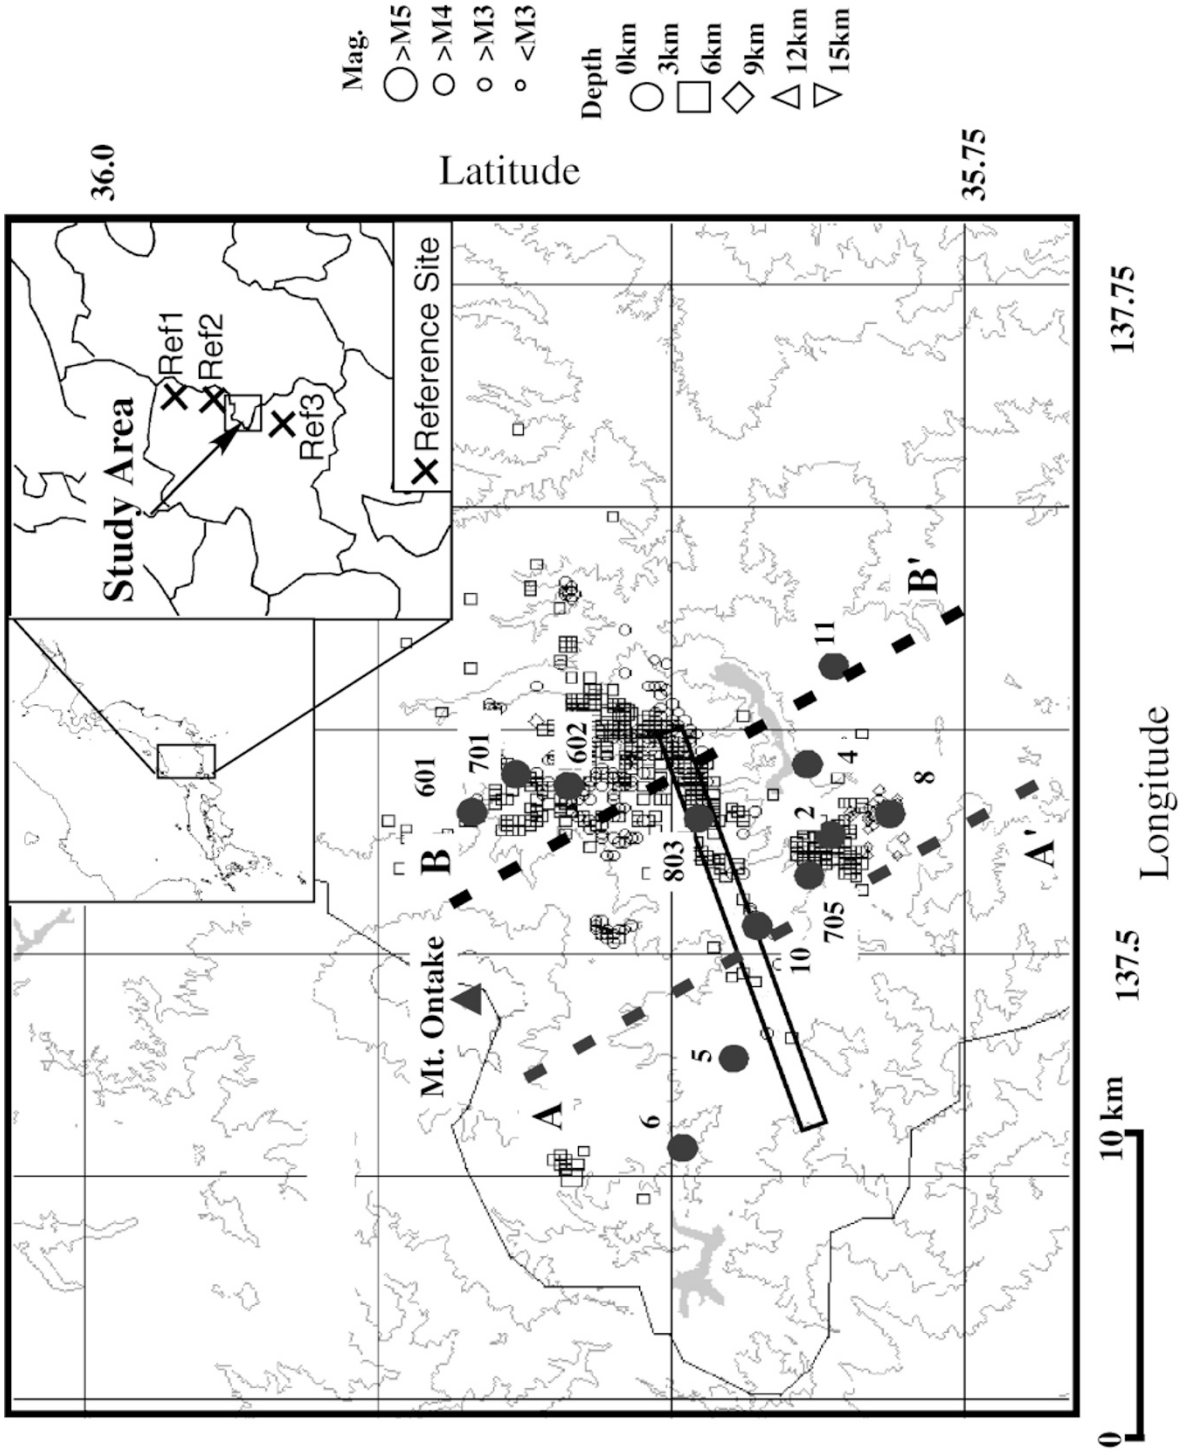 Study Area
Ref1
Ref2
Ref3
Reference Site
36.0
Latitude
35.75
Mag.
>M5
>M4
>M3
<M3
Depth
0km
3km
6km
9km
12km
15km
601
701
602
B
803
Mt. Ontake
A
6
5
10
705
2
4
8
11
B'
A'
137.5
137.75
Longitude
0
10 km